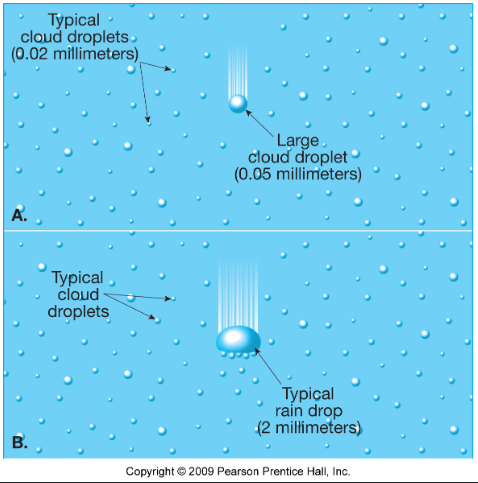 Typical
cloud droplets
(0.02 millimeters)
Large
cloud droplet
(0.05 millimeters)
A.
Typical
cloud
droplets
Typical
rain drop
(2 millimeters)
B.
Copyright © 2009 Pearson Prentice Hall, Inc.